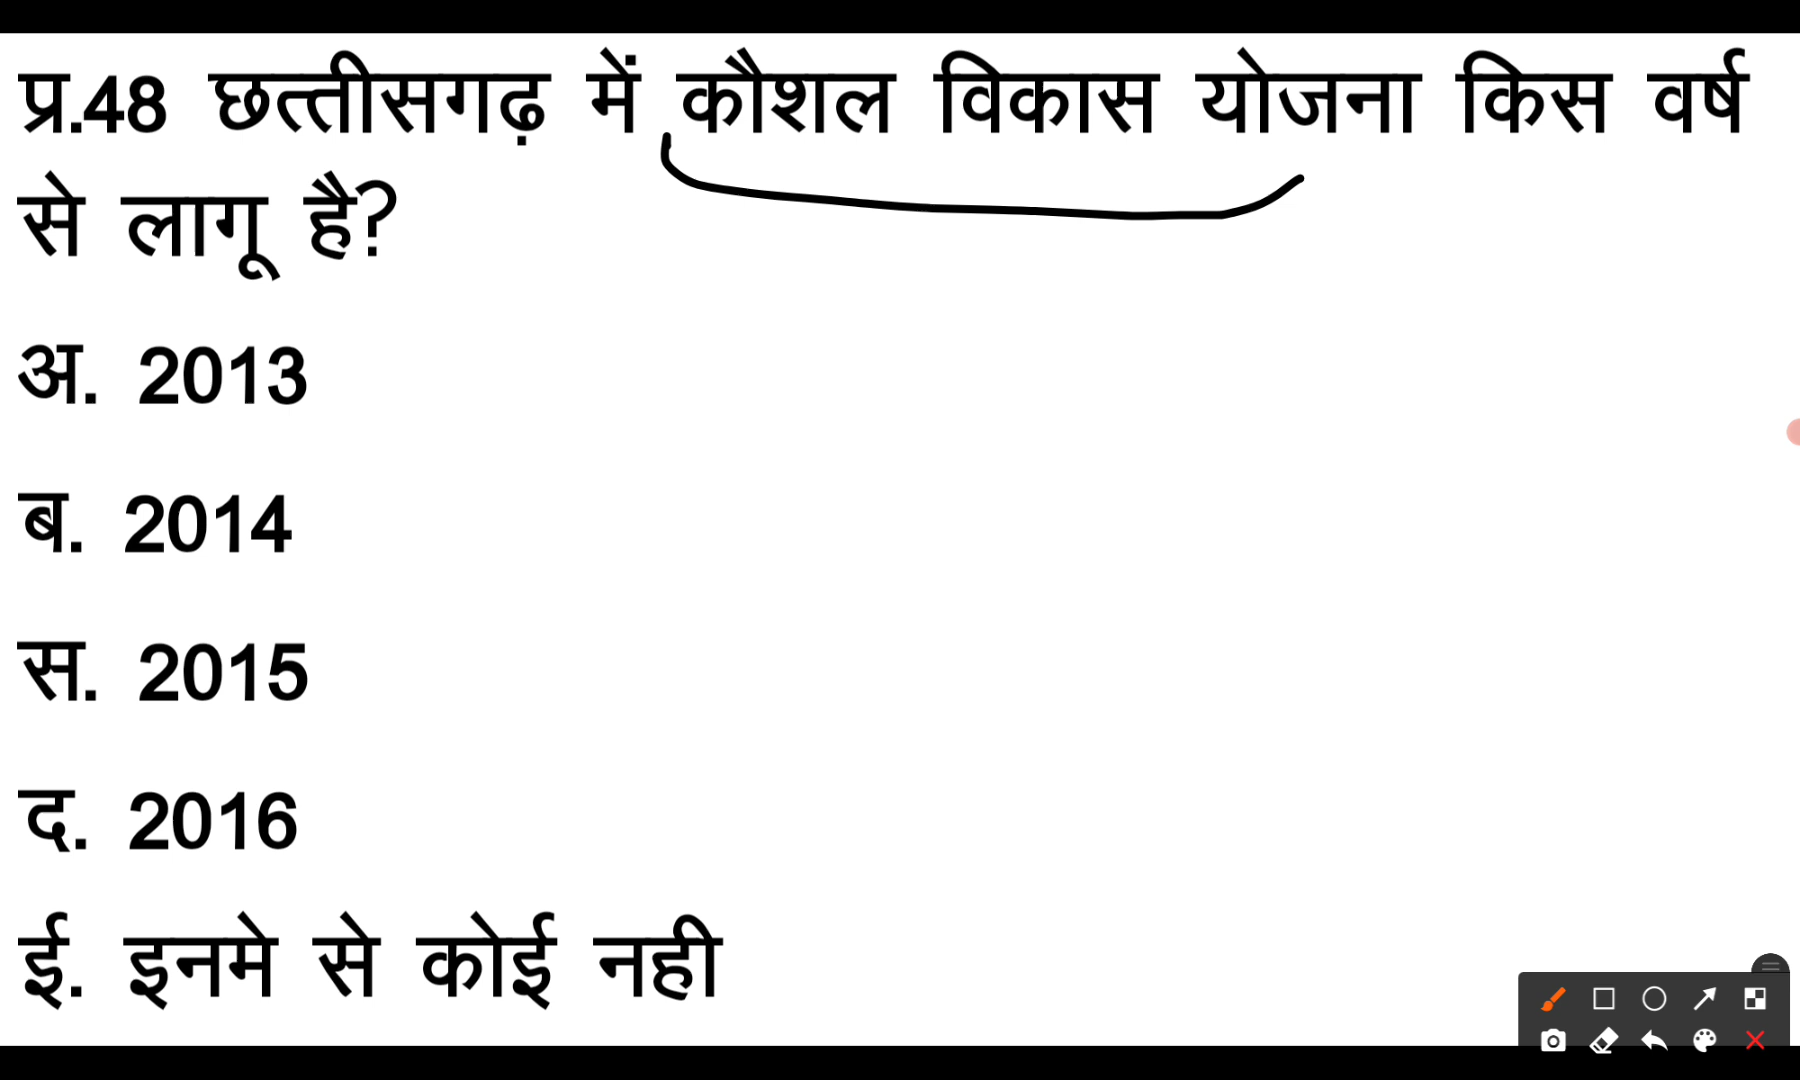 प्र.48 छत्तीसगढ़ में कौशल विकास योजना किस वर्ष
से लागू है?
अ. 2013
ब. 2014
स. 2015
द. 2016
ई. इनमे से कोई नही